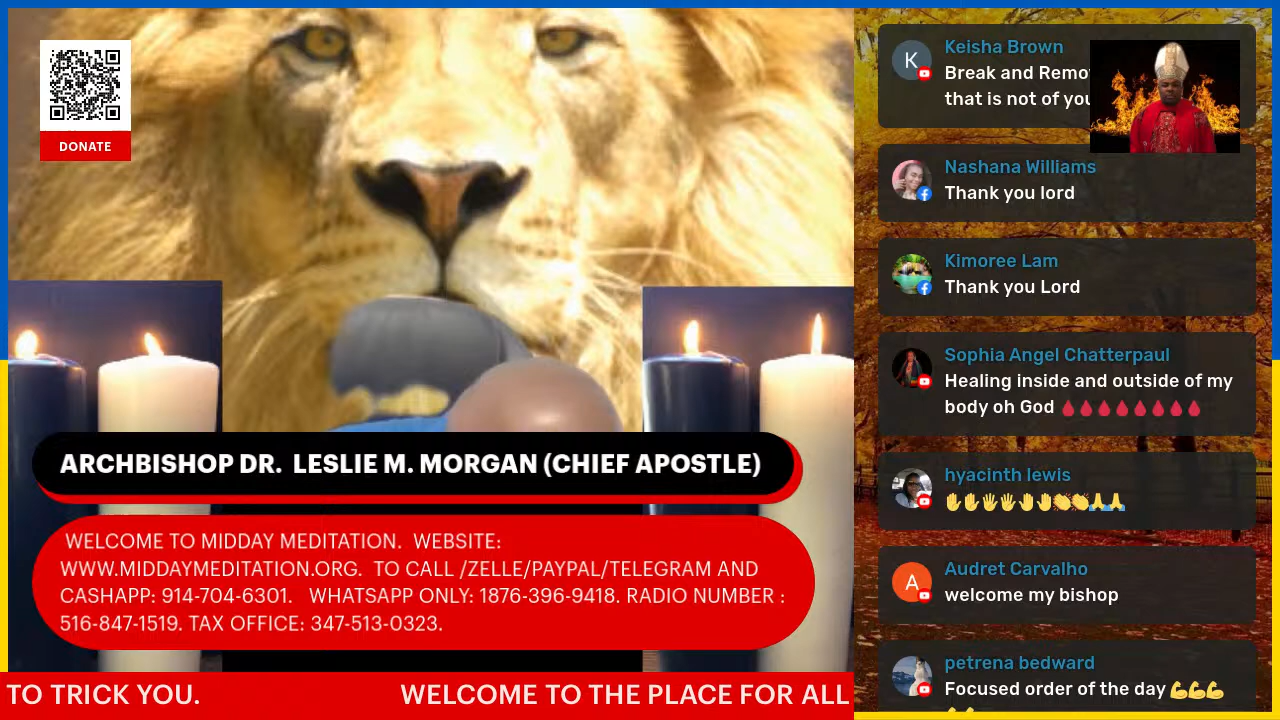 DONATE
ARCHBISHOP DR. LESLIE M. MORGAN (CHIEF APOSTLE)
WELCOME TO MIDDAY MEDITATION. WEBSITE:
WWW.MIDDAYMEDITATION.ORG. TO CALL /ZELLE/PAYPAL/TELEGRAM AND
CASHAPP: 914-704-6301. WHATSAPP ONLY: 1876-396-9418. RADIO NUMBER :
516-847-1519. TAX OFFICE: 347-513-0323.
TO TRICK YOU. WELCOME TO THE PLACE FOR ALL
K
Keisha Brown
Break and
that is not of
Nashana Williams
Thank you lord
Kimoree Lam
Thank you Lord
Sophia Angel Chatterpaul
Healing inside and outside of my
body oh God 🩸🩸🩸🩸🩸🩸🩸🩸
hyacinth lewis
✋✋🖐🖐🤚🤚👏👏🙏🙏
A
Audret Carvalho
welcome my bishop
petrena bedward
Focused order of the day 💪💪💪